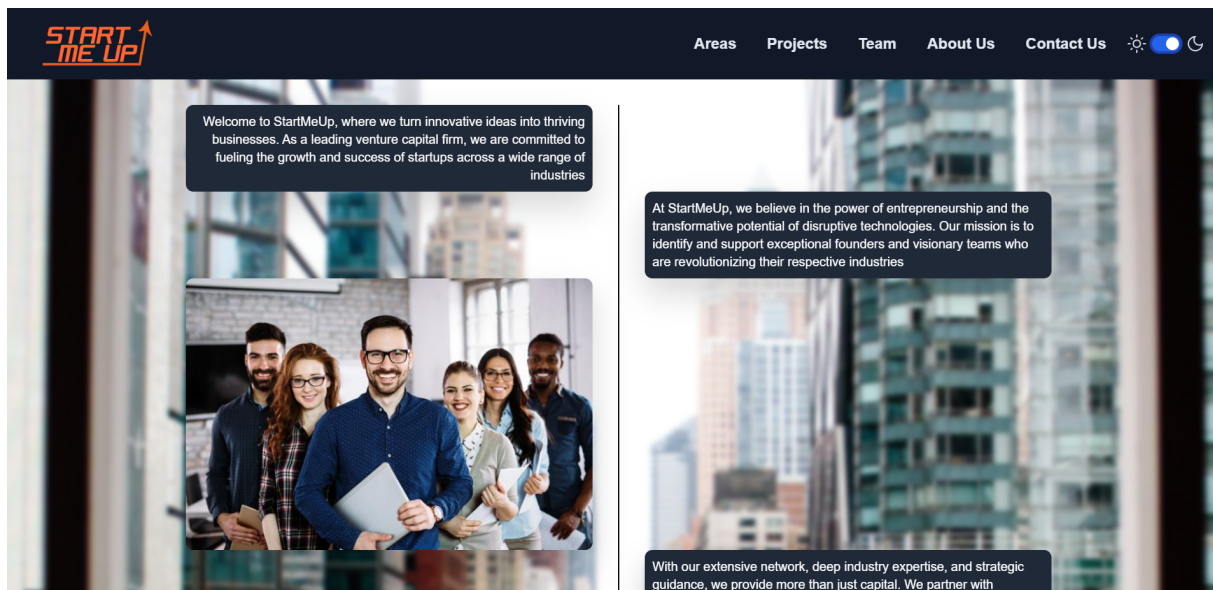 START
ME UP
Areas Projects Team About Us Contact Us
Welcome to StartMeUp, where we turn innovative ideas into thriving
businesses. As a leading venture capital firm, we are committed to
fueling the growth and success of startups across a wide range of
industries
At StartMeUp, we believe in the power of entrepreneurship and the
transformative potential of disruptive technologies. Our mission is to
identify and support exceptional founders and visionary teams who
are revolutionizing their respective industries
With our extensive network, deep industry expertise, and strategic
guidance, we provide more than just capital. We partner with